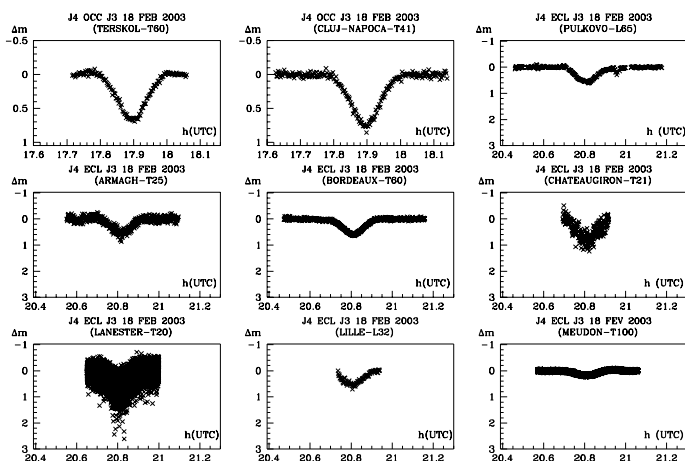 J4 OCC J3 18 FEB 2003
(TERSKOL-T60)
Δm
-0.5
0
0.5
1
h(UTC)
17.6 17.7 17.8 17.9 18 18.1
J4 OCC J3 18 FEB 2003
(CLUJ-NAPOCA-T41)
Δm
-0.5
0
0.5
1
h(UTC)
17.6 17.7 17.8 17.9 18 18.1
J4 ECL J3 18 FEB 2003
(PULKOVO-L65)
Δm
-1
0
1
2
3
h (UTC)
20.4 20.6 20.8 21 21.2
J4 ECL J3 18 FEB 2003
(ARMAGH-T25)
Δm
-1
0
1
2
3
h(UTC)
20.4 20.6 20.8 21 21.2
J4 ECL J3 18 FEB 2003
(BORDEAUX-T60)
Δm
-1
0
1
2
3
h(UTC)
20.4 20.6 20.8 21 21.2
J4 ECL J3 18 FEB 2003
(CHATEAUGIRON-T21)
Δm
-1
0
1
2
3
h (UTC)
20.4 20.6 20.8 21 21.2
J4 ECL J3 18 FEB 2003
(LANESTER-T20)
Δm
-1
0
1
2
3
h(UTC)
20.4 20.6 20.8 21 21.2
J4 ECL J3 18 FEB 2003
(LILLE-L32)
Δm
-1
0
1
2
3
h(UTC)
20.4 20.6 20.8 21 21.2
J4 ECL J3 18 FEV 2003
(MEUDON-T100)
Δm
-1
0
1
2
3
h (UTC)
20.4 20.6 20.8 21 21.2